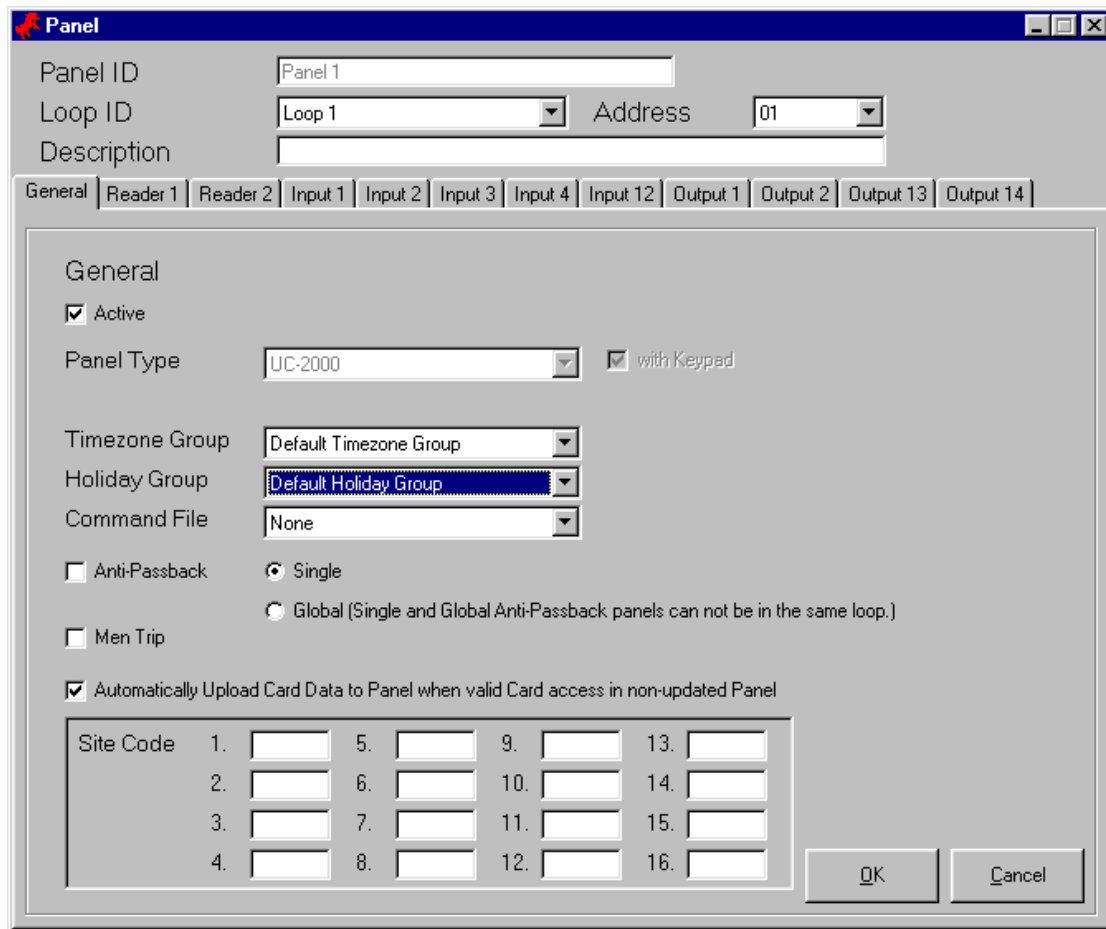 Panel
Panel ID Panel 1
Loop ID Loop 1 Address 01
Description
General Reader 1 Reader 2 Input 1 Input 2 Input 3 Input 4 Input 12 Output 1 Output 2 Output 13 Output 14
General
Active
Panel Type UC-2000 with Keypad
Timezone Group Default Timezone Group
Holiday Group Default Holiday Group
Command File None
Anti-Passback Single
Global (Single and Global Anti-Passback panels can not be in the same loop.)
Men Trip
Automatically Upload Card Data to Panel when valid Card access in non-updated Panel
Site Code 1. 5. 9. 13.
2. 6. 10. 14.
3. 7. 11. 15.
4. 8. 12. 16.
OK Cancel